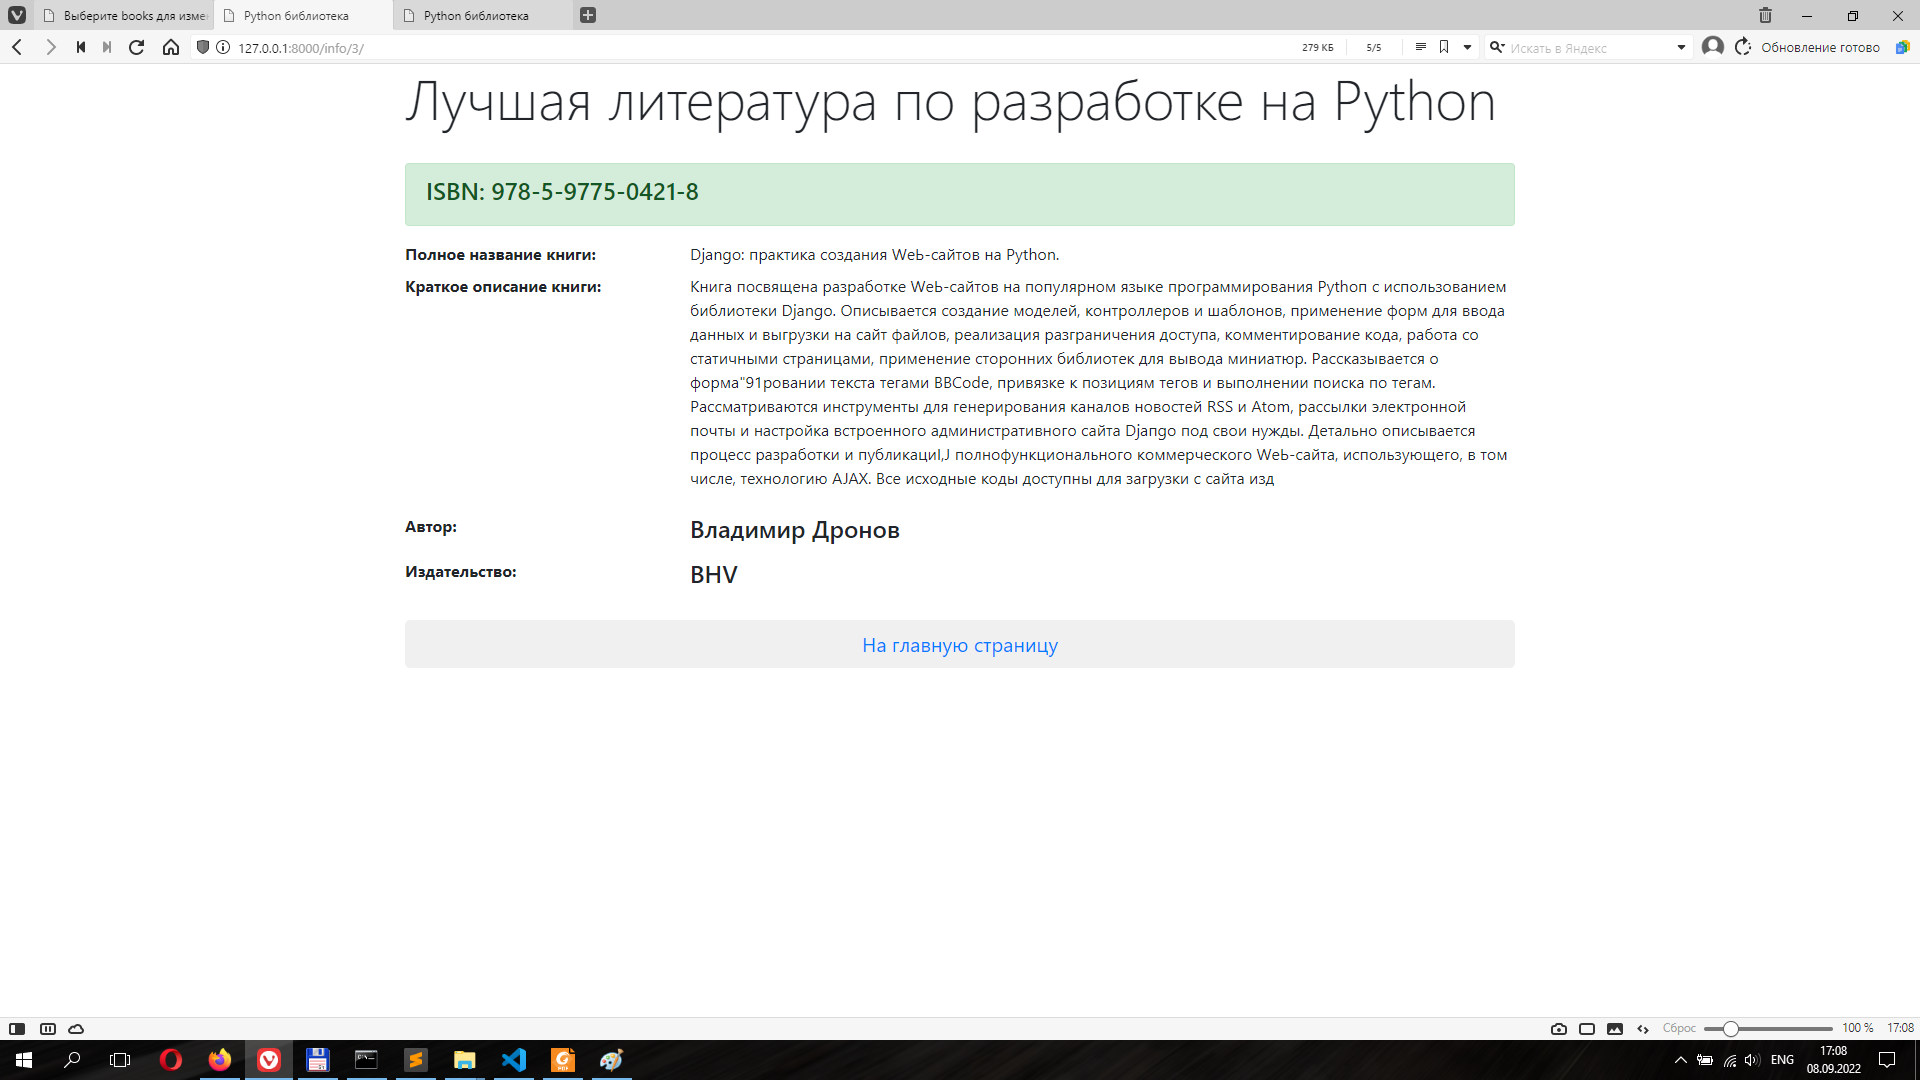 Выберите books для изме
Python библиотека
Python библиотека
127.0.0.1:8000/info/3/
279 КБ
5/5
Искать в Яндекс
Обновление готово
Лучшая литература по разработке на Python
ISBN: 978-5-9775-0421-8
Полное название книги:
Django: практика создания Web-сайтов на Python.
Краткое описание книги:
Книга посвящена разработке Web-сайтов на популярном языке программирования Python с использованием
библиотеки Django. Описывается создание моделей, контроллеров и шаблонов, применение форм для ввода
данных и выгрузки на сайт файлов, реализация разграничения доступа, комментирование кода, работа со
статичными страницами, применение сторонних библиотек для вывода миниатюр. Рассказывается о
форма"91ровании текста тегами BBCode, привязке к позициям тегов и выполнении поиска по тегам.
Рассматриваются инструменты для генерирования каналов новостей RSS и Atom, рассылки электронной
почты и настройка встроенного административного сайта Django под свои нужды. Детально описывается
процесс разработки и публикациI,J полнофункционального коммерческого Web-сайта, использующего, в том
числе, технологию AJAX. Все исходные коды доступны для загрузки с сайта изд
Автор:
Владимир Дронов
Издательство:
BHV
На главную страницу
Сброс
100 %
17:08
ENG
17:08
08.09.2022